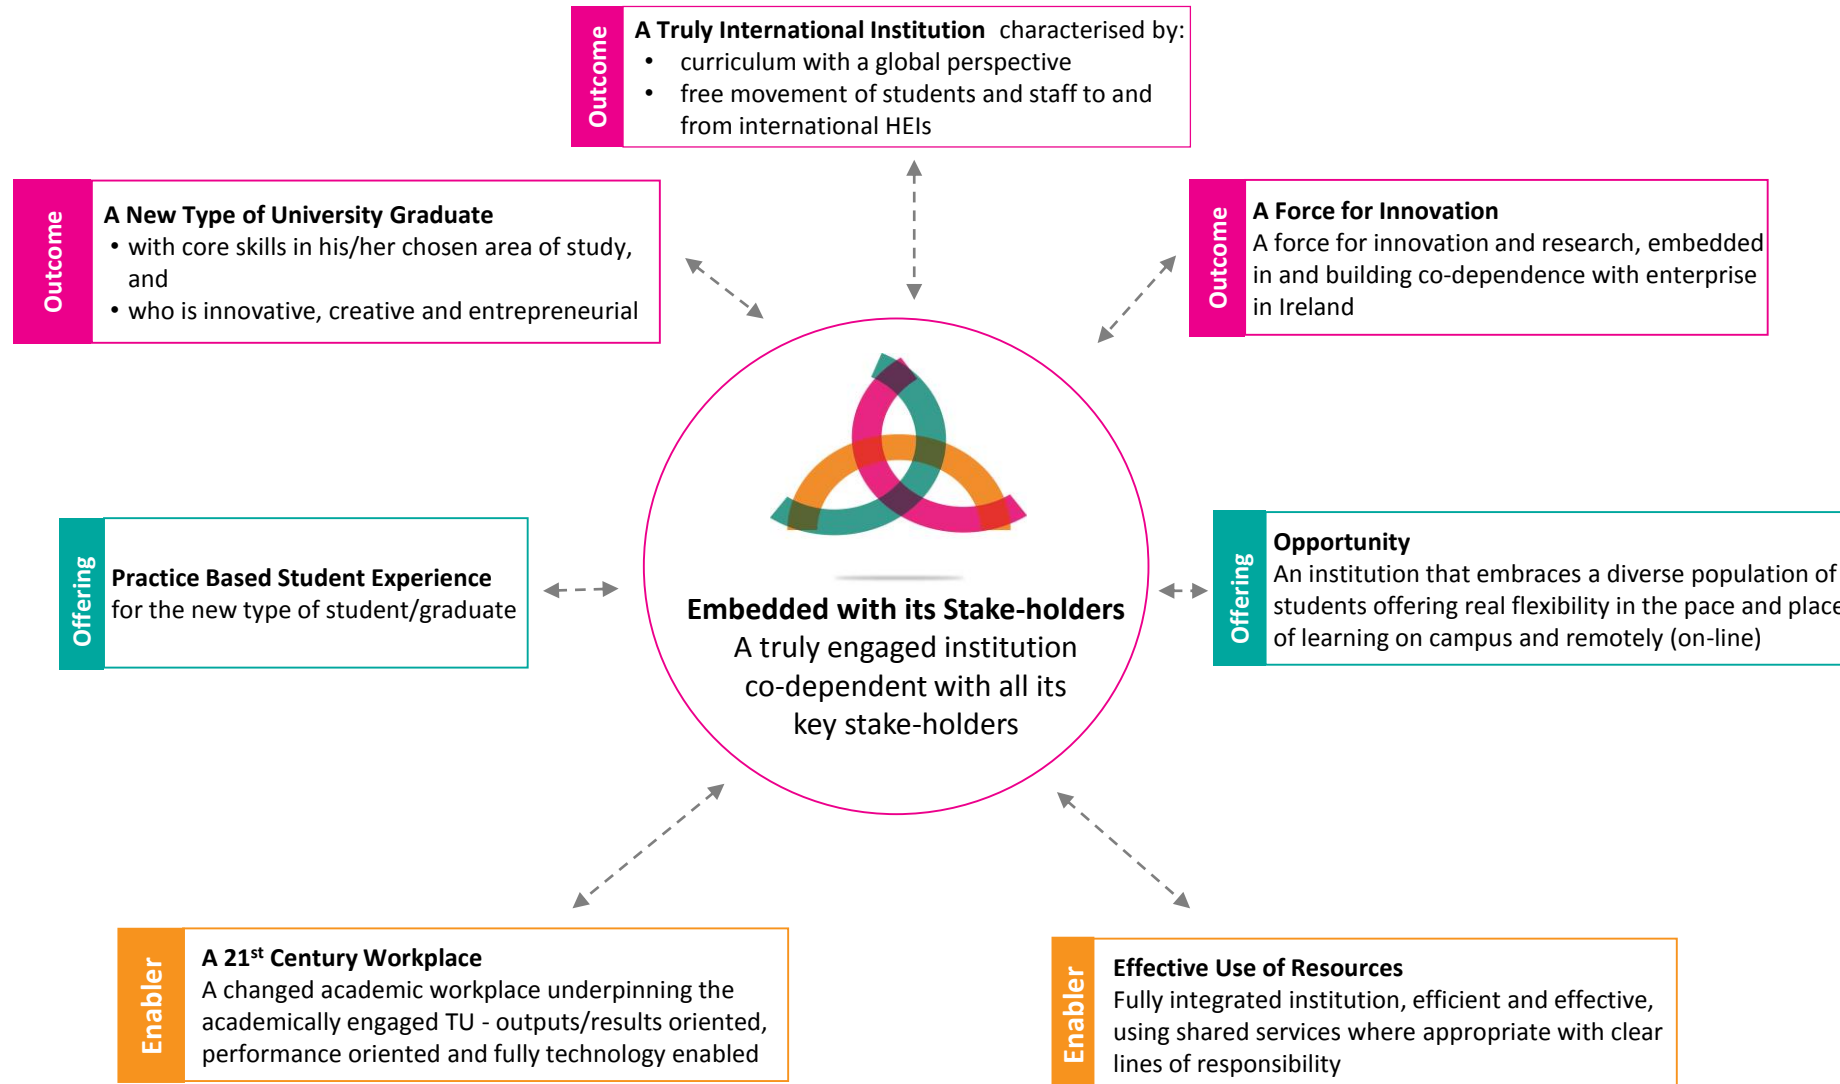 Outcome
A Truly International Institution characterised by:
• curriculum with a global perspective
• free movement of students and staff to and
from international HEIs
Outcome
A New Type of University Graduate
• with core skills in his/her chosen area of study,
and
• who is innovative, creative and entrepreneurial
Outcome
A Force for Innovation
A force for innovation and research, embedded
in and building co-dependence with enterprise
in Ireland
Offering
Practice Based Student Experience
for the new type of student/graduate
Embedded with its Stake-holders
A truly engaged institution
co-dependent with all its
key stake-holders
Offering
Opportunity
An institution that embraces a diverse population of
students offering real flexibility in the pace and place
of learning on campus and remotely (on-line)
Enabler
A 21st Century Workplace
A changed academic workplace underpinning the
academically engaged TU - outputs/results oriented,
performance oriented and fully technology enabled
Enabler
Effective Use of Resources
Fully integrated institution, efficient and effective,
using shared services where appropriate with clear
lines of responsibility